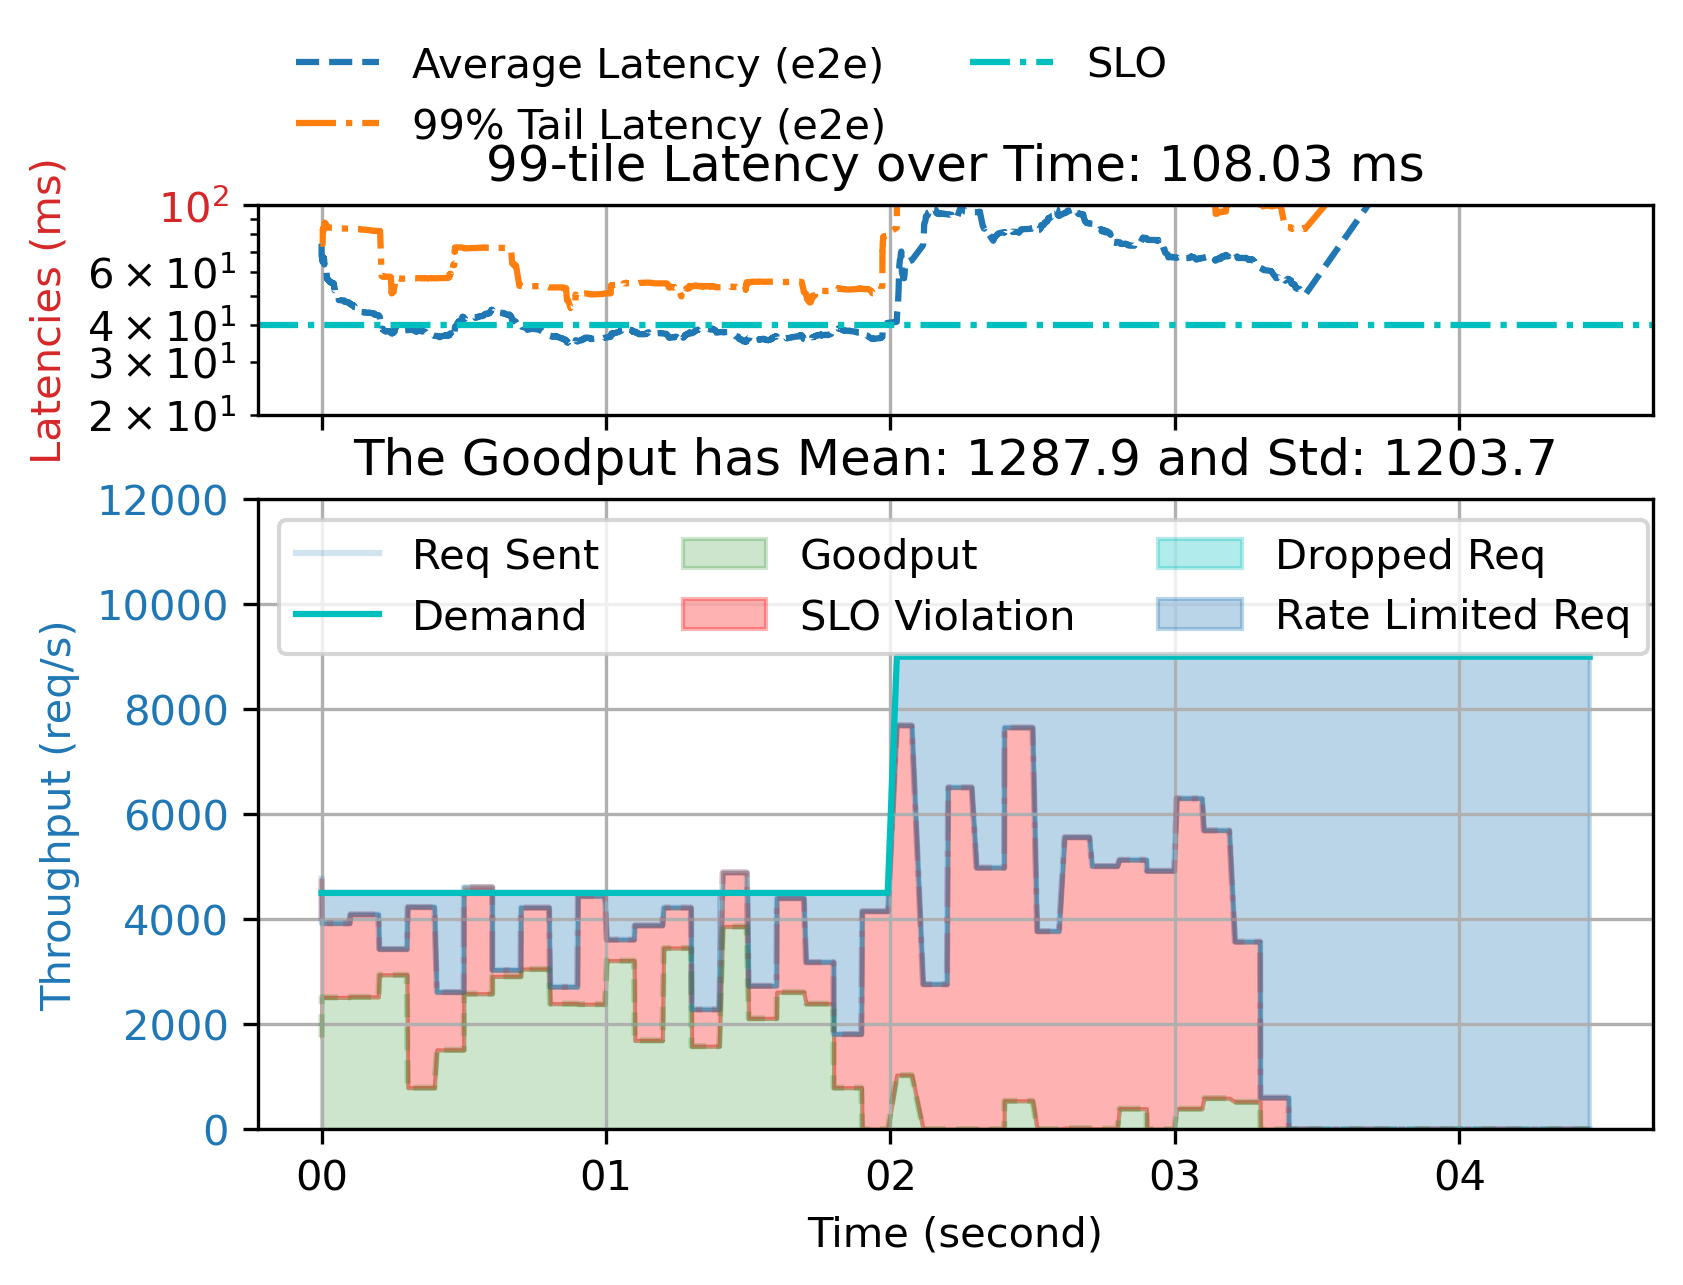 Average Latency (e2e) SLO
99% Tail Latency (e2e)
99-tile Latency over Time: 108.03 ms
Latencies (ms)
10²
6 × 10¹
4 × 10¹
3 × 10¹
2 × 10¹
The Goodput has Mean: 1287.9 and Std: 1203.7
Throughput (req/s)
12000
10000
8000
6000
4000
2000
0
Req Sent Goodput Dropped Req
Demand SLO Violation Rate Limited Req
00 01 02 03 04
Time (second)